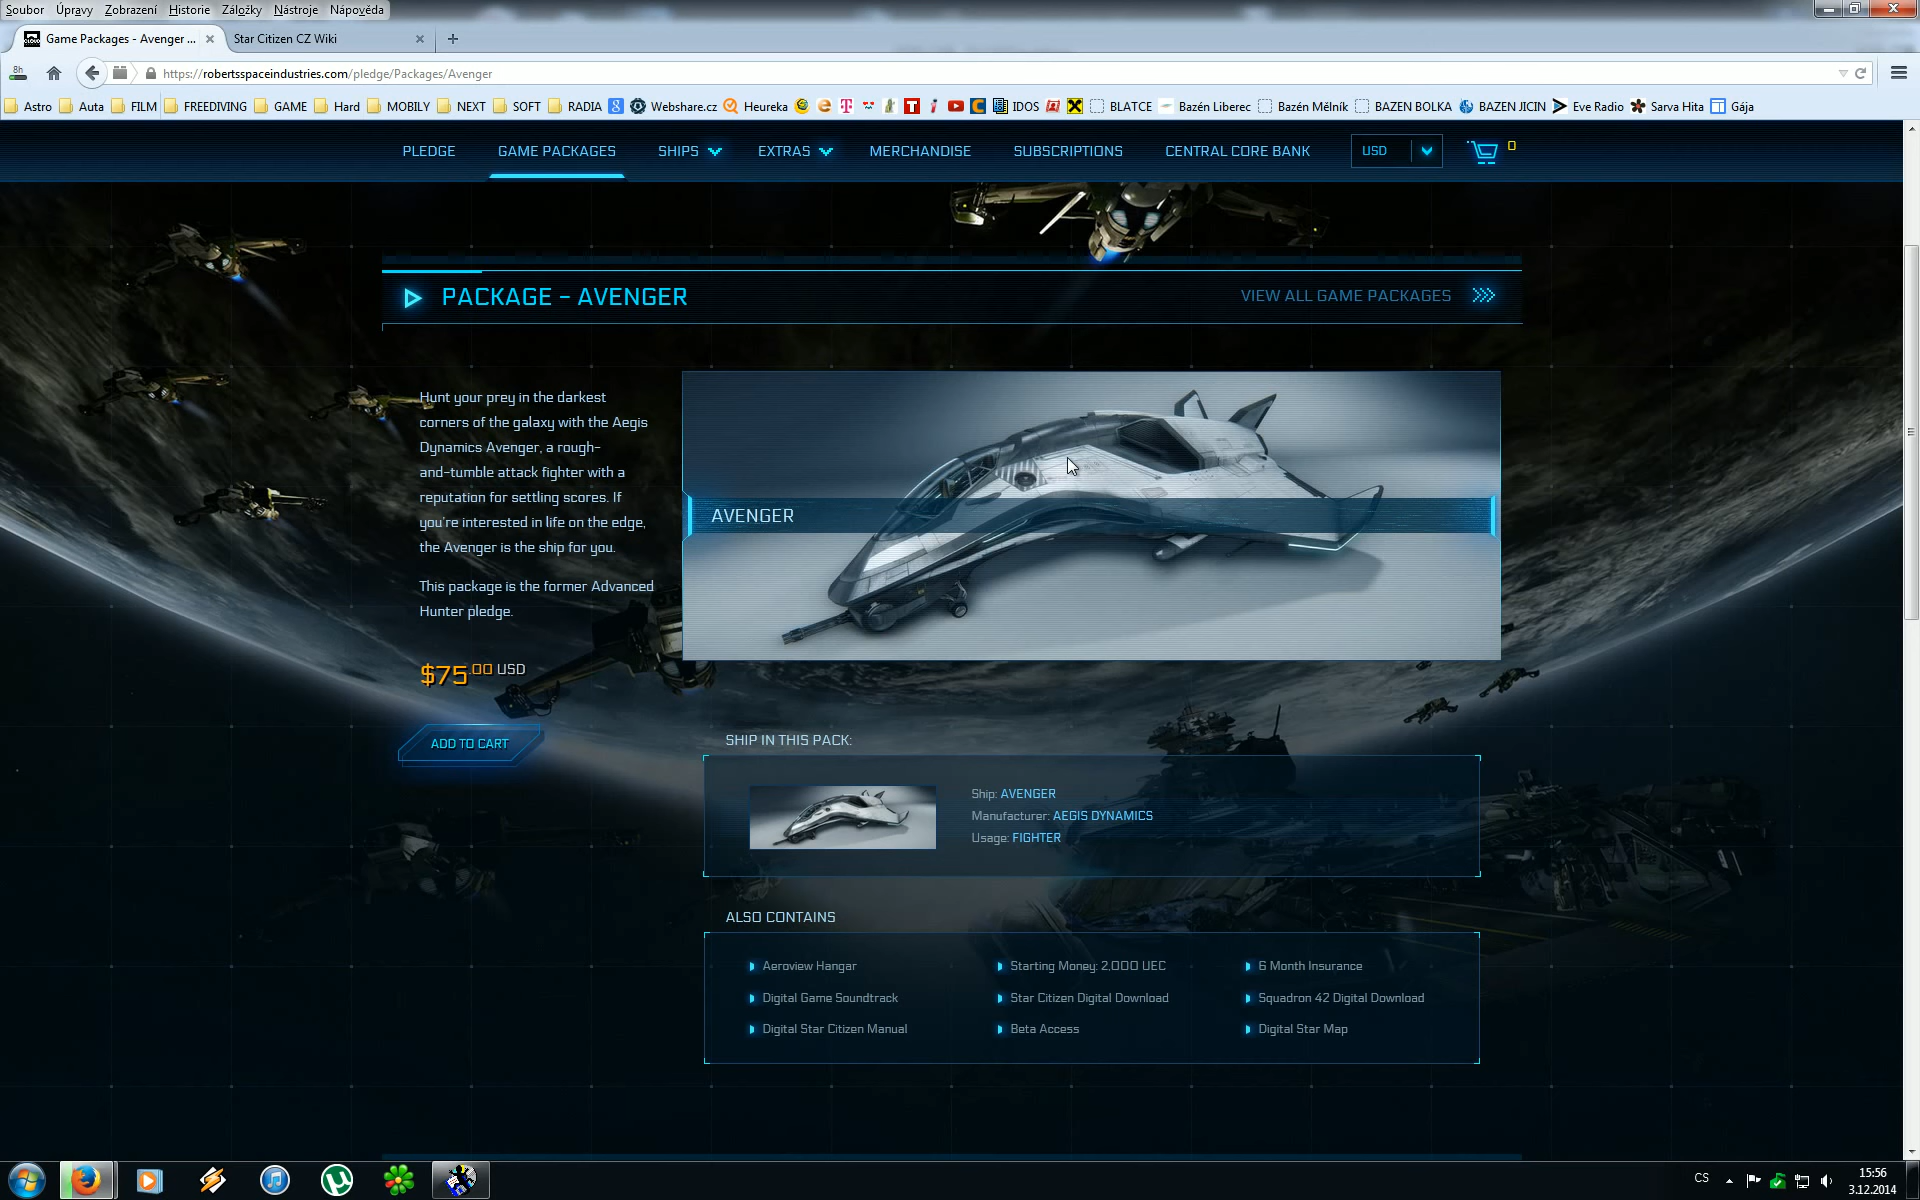 Soubor Úpravy Zobrazení Historie Záložky Nástroje Nápověda
Game Packages - Avenger ...
Star Citizen CZ Wiki
8h
https://robertsspaceindustries.com/pledge/Packages/Avenger
Astro Auta FILM FREEDIVING GAME Hard MOBILY NEXT SOFT RADIA Webshare.cz Heureka IDOS BLATCE Bazén Liberec Bazén Mělník BAZEN BOLKA BAZEN JICIN Eve Radio Sarva Hita Gája
PLEDGE GAME PACKAGES SHIPS EXTRAS MERCHANDISE SUBSCRIPTIONS CENTRAL CORE BANK USD 0
PACKAGE - AVENGER
VIEW ALL GAME PACKAGES
Hunt your prey in the darkest
corners of the galaxy with the Aegis
Dynamics Avenger, a rough-
and-tumble attack fighter with a
reputation for settling scores. If
you're interested in life on the edge,
the Avenger is the ship for you.
This package is the former Advanced
Hunter pledge.
$75.00 USD
ADD TO CART
AVENGER
SHIP IN THIS PACK:
Ship: AVENGER
Manufacturer: AEGIS DYNAMICS
Usage: FIGHTER
ALSO CONTAINS
Aeroview Hangar
Starting Money: 2,000 UEC
6 Month Insurance
Digital Game Soundtrack
Star Citizen Digital Download
Squadron 42 Digital Download
Digital Star Citizen Manual
Beta Access
Digital Star Map
CS
15:56
3.12.2014